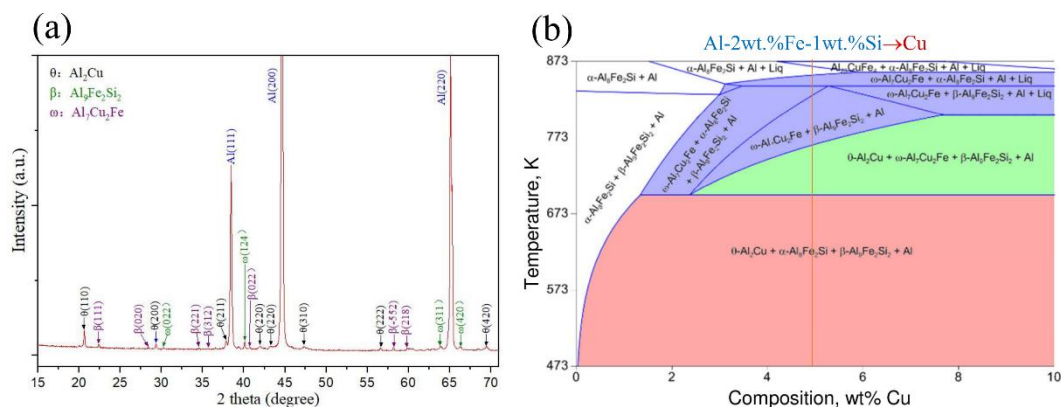 (a)
θ: Al₂Cu
β: Al₉Fe₂Si₂
ω: Al₇Cu₂Fe
Intensity (a.u.)
θ(110)
β(111)
β(020)
θ(200)
ω(022)
β(221)
β(312)
θ(211)
Al(111)
ω(124)
β(022)
θ(220)
θ(220)
Al(200)
θ(310)
θ(222)
β(-552)
β(218)
ω(311)
Al(220)
ω(420)
θ(420)
15 20 25 30 35 40 45 50 55 60 65 70
2 theta (degree)
(b)
Al-2wt.%Fe-1wt.%Si→Cu
Temperature, K
873
773
673
573
473
α-Al₈Fe₂Si + Al
α-Al₈Fe₂Si + Al + Liq
+ α-Al₈Fe₂Si + Al + Liq
ω-Al₇Cu₂Fe + α-Al₈Fe₂Si + Al + Liq
ω-Al₇Cu₂Fe + β-Al₉Fe₂Si₂ + Al + Liq
α-Al₈Fe₂Si + β-Al₉Fe₂Si₂ + Al
ω-Al₇Cu₂Fe + α-Al₈Fe₂Si
+ β-Al₉Fe₂Si₂ + Al
ω-Al₇Cu₂Fe + β-Al₉Fe₂Si₂ + Al
θ-Al₂Cu + ω-Al₇Cu₂Fe + β-Al₉Fe₂Si₂ + Al
θ-Al₂Cu + α-Al₈Fe₂Si + β-Al₉Fe₂Si₂ + Al
0 2 4 6 8 10
Composition, wt% Cu